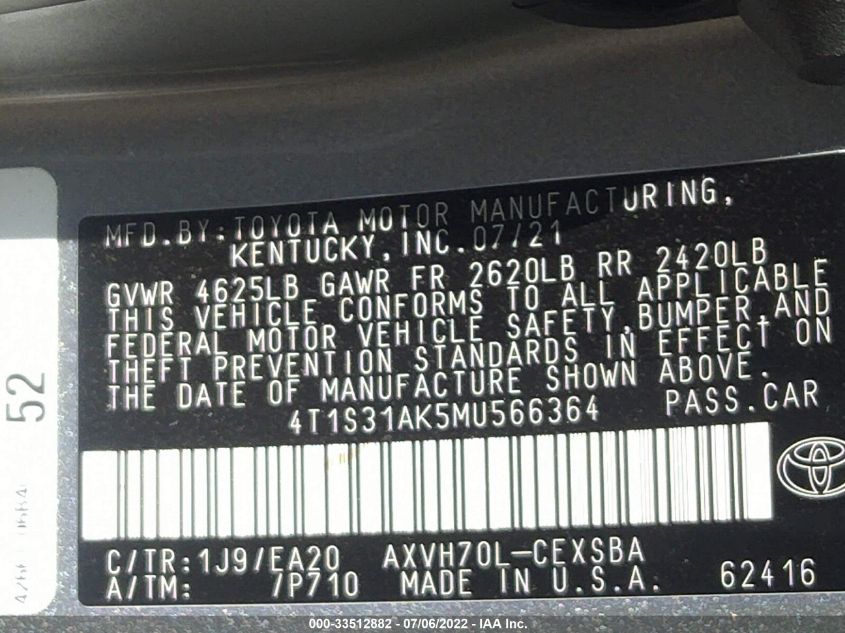 MFD.BY:TOYOTA MOTOR MANUFACTURING,
KENTUCKY,INC.07/21
GVWR 4625LB GAWR FR 2620LB RR 2420LB
THIS VEHICLE CONFORMS TO ALL APPLICABLE
FEDERAL MOTOR VEHICLE SAFETY,BUMPER,AND
THEFT PREVENTION STANDARDS IN EFFECT ON
THE DATE OF MANUFACTURE SHOWN ABOVE.
4T1S31AK5MU566364 PASS.CAR
C/TR:1J9/EA20 AXVH70L-CEXSBA
A/TM: /P710 MADE IN U.S.A. 62416
52
000-33512882 - 07/06/2022 - IAA Inc.